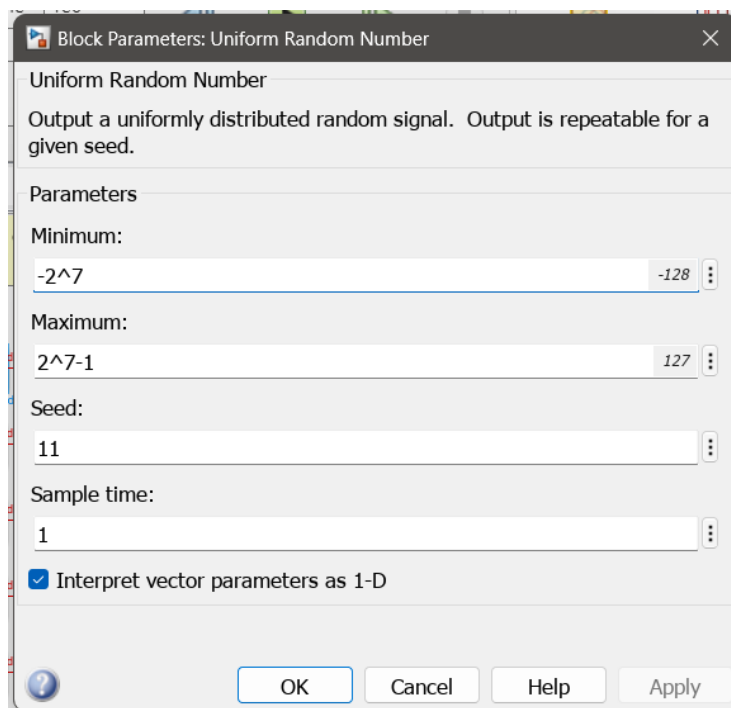 Block Parameters: Uniform Random Number
Uniform Random Number
Output a uniformly distributed random signal.  Output is repeatable for a
given seed.
Parameters
Minimum:
-2^7 -128
Maximum:
2^7-1 127
Seed:
11
Sample time:
1
Interpret vector parameters as 1-D
OK Cancel Help Apply